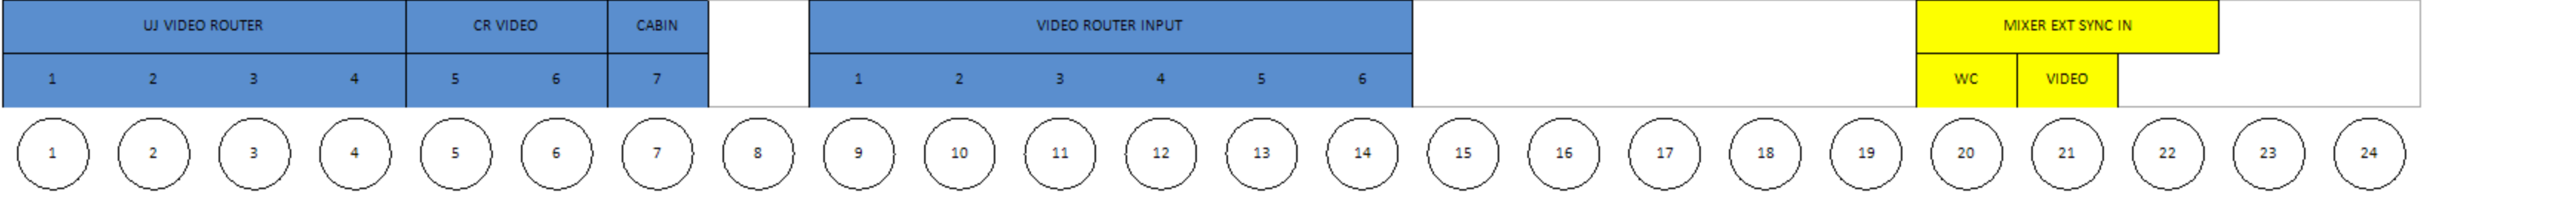 UJ VIDEO ROUTER CR VIDEO CABIN VIDEO ROUTER INPUT MIXER EXT SYNC IN
1 2 3 4 5 6 7 1 2 3 4 5 6 WC VIDEO
1 2 3 4 5 6 7 8 9 10 11 12 13 14 15 16 17 18 19 20 21 22 23 24